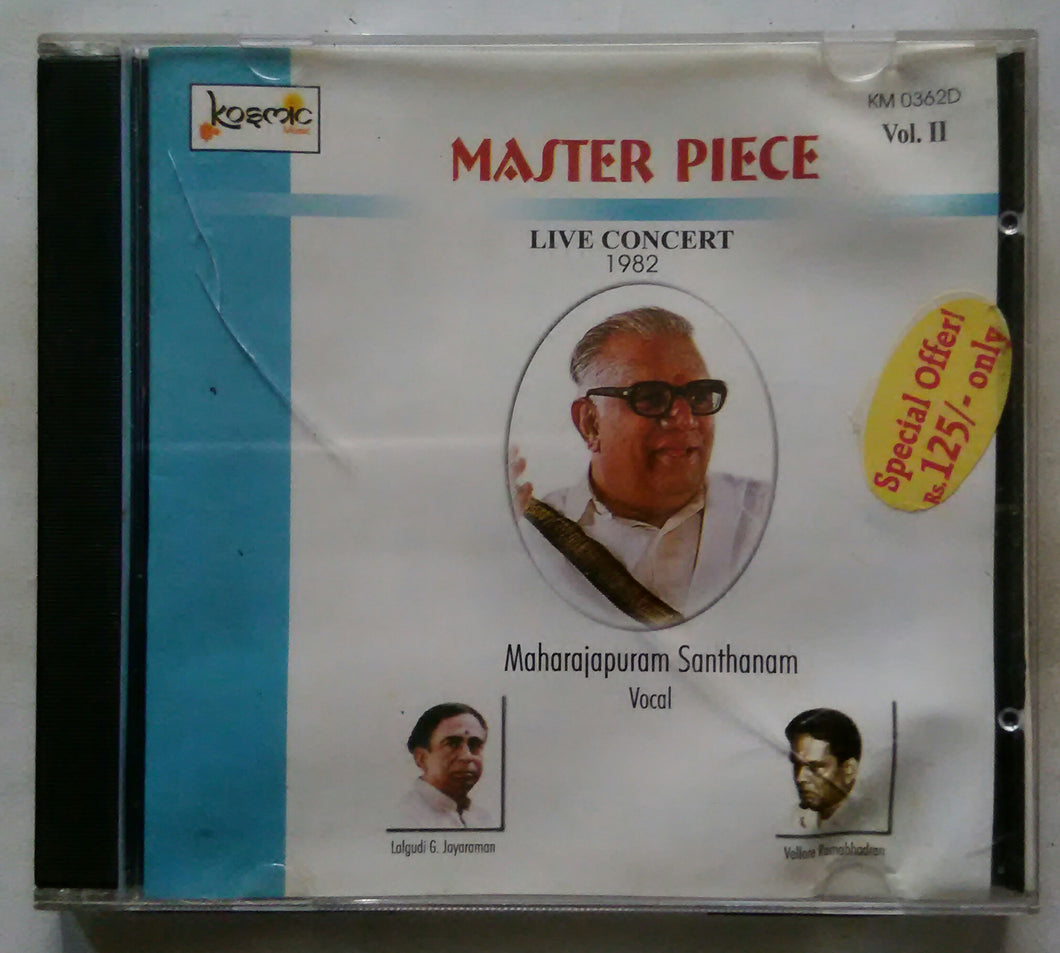 Kosmic
Music
KM 0362D
Vol. II
MASTER PIECE
LIVE CONCERT
1982
Special Offer!
Rs. 125/- only
Maharajapuram Santhanam
Vocal
Lalgudi G. Jayaraman
Vellore Ramabhadran